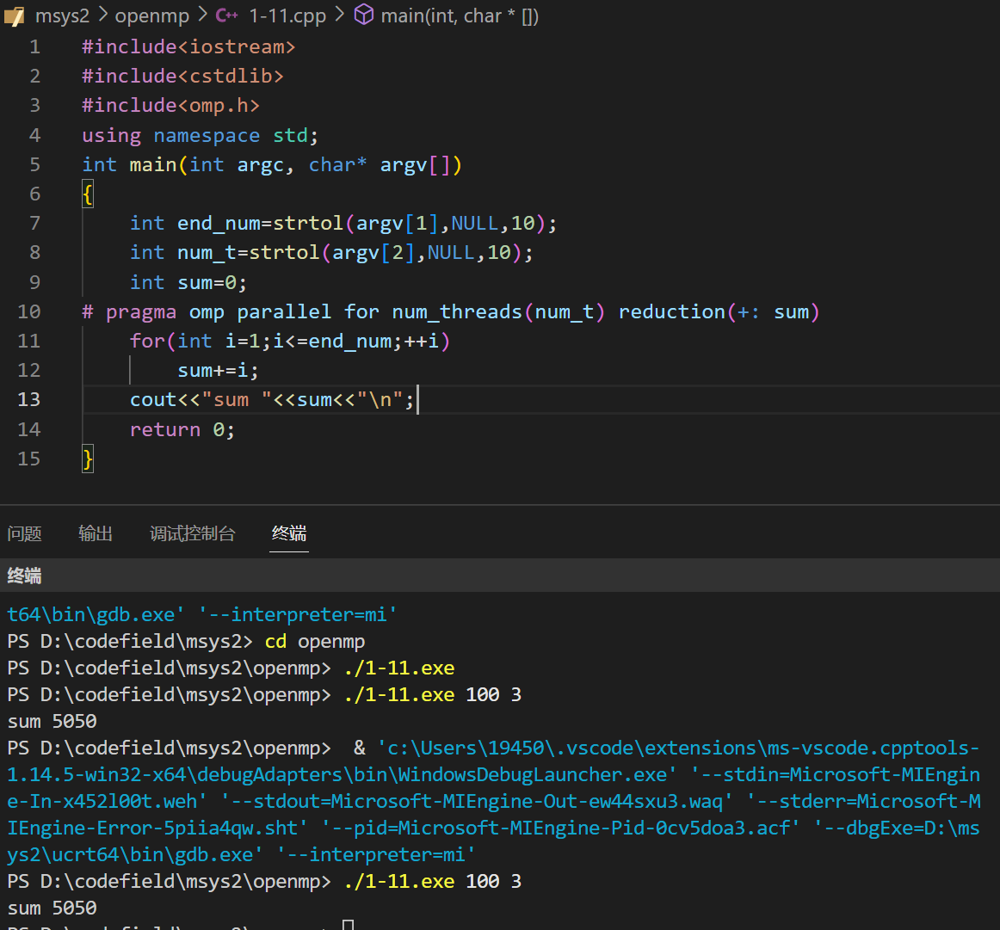 msys2 > openmp > C++ 1-11.cpp > main(int, char * [])
1 #include<iostream>
2 #include<cstdlib>
3 #include<omp.h>
4 using namespace std;
5 int main(int argc, char* argv[])
6 {
7 int end_num=strtol(argv[1],NULL,10);
8 int num_t=strtol(argv[2],NULL,10);
9 int sum=0;
10 # pragma omp parallel for num_threads(num_t) reduction(+: sum)
11 for(int i=1;i<=end_num;++i)
12 sum+=i;
13 cout<<"sum "<<sum<<"\n";
14 return 0;
15 }
问题 输出 调试控制台 终端
终端
t64\bin\gdb.exe' '--interpreter=mi'
PS D:\codefield\msys2> cd openmp
PS D:\codefield\msys2\openmp> ./1-11.exe
PS D:\codefield\msys2\openmp> ./1-11.exe 100 3
sum 5050
PS D:\codefield\msys2\openmp>  & 'c:\Users\19450\.vscode\extensions\ms-vscode.cpptools-
1.14.5-win32-x64\debugAdapters\bin\WindowsDebugLauncher.exe' '--stdin=Microsoft-MIEngin
e-In-x452l00t.weh' '--stdout=Microsoft-MIEngine-Out-ew44sxu3.waq' '--stderr=Microsoft-M
IEngine-Error-5piia4qw.sht' '--pid=Microsoft-MIEngine-Pid-0cv5doa3.acf' '--dbgExe=D:\ms
ys2\ucrt64\bin\gdb.exe' '--interpreter=mi'
PS D:\codefield\msys2\openmp> ./1-11.exe 100 3
sum 5050
PS D:\codefield\msys2\openmp>